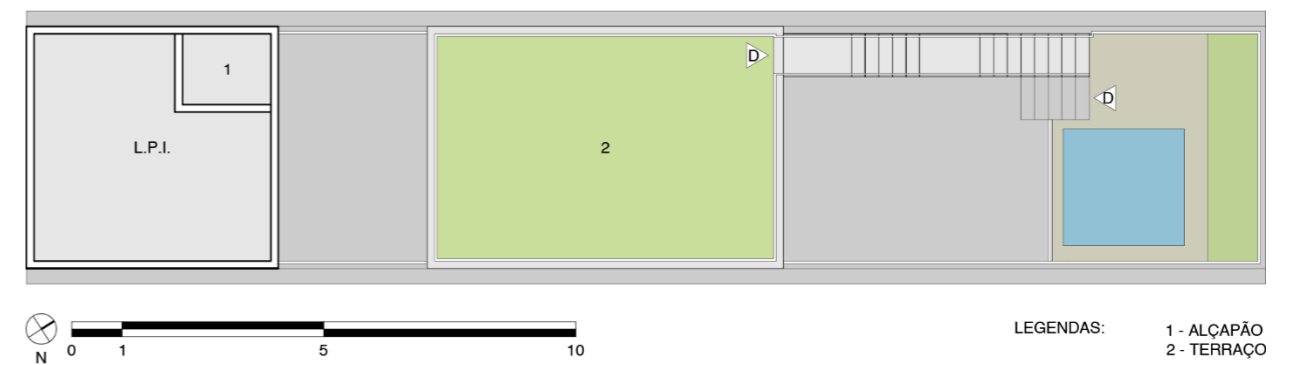 1
D
L.P.I.
2
D
N
0 1 5 10
LEGENDAS:
1 - ALÇAPÃO
2 - TERRAÇO